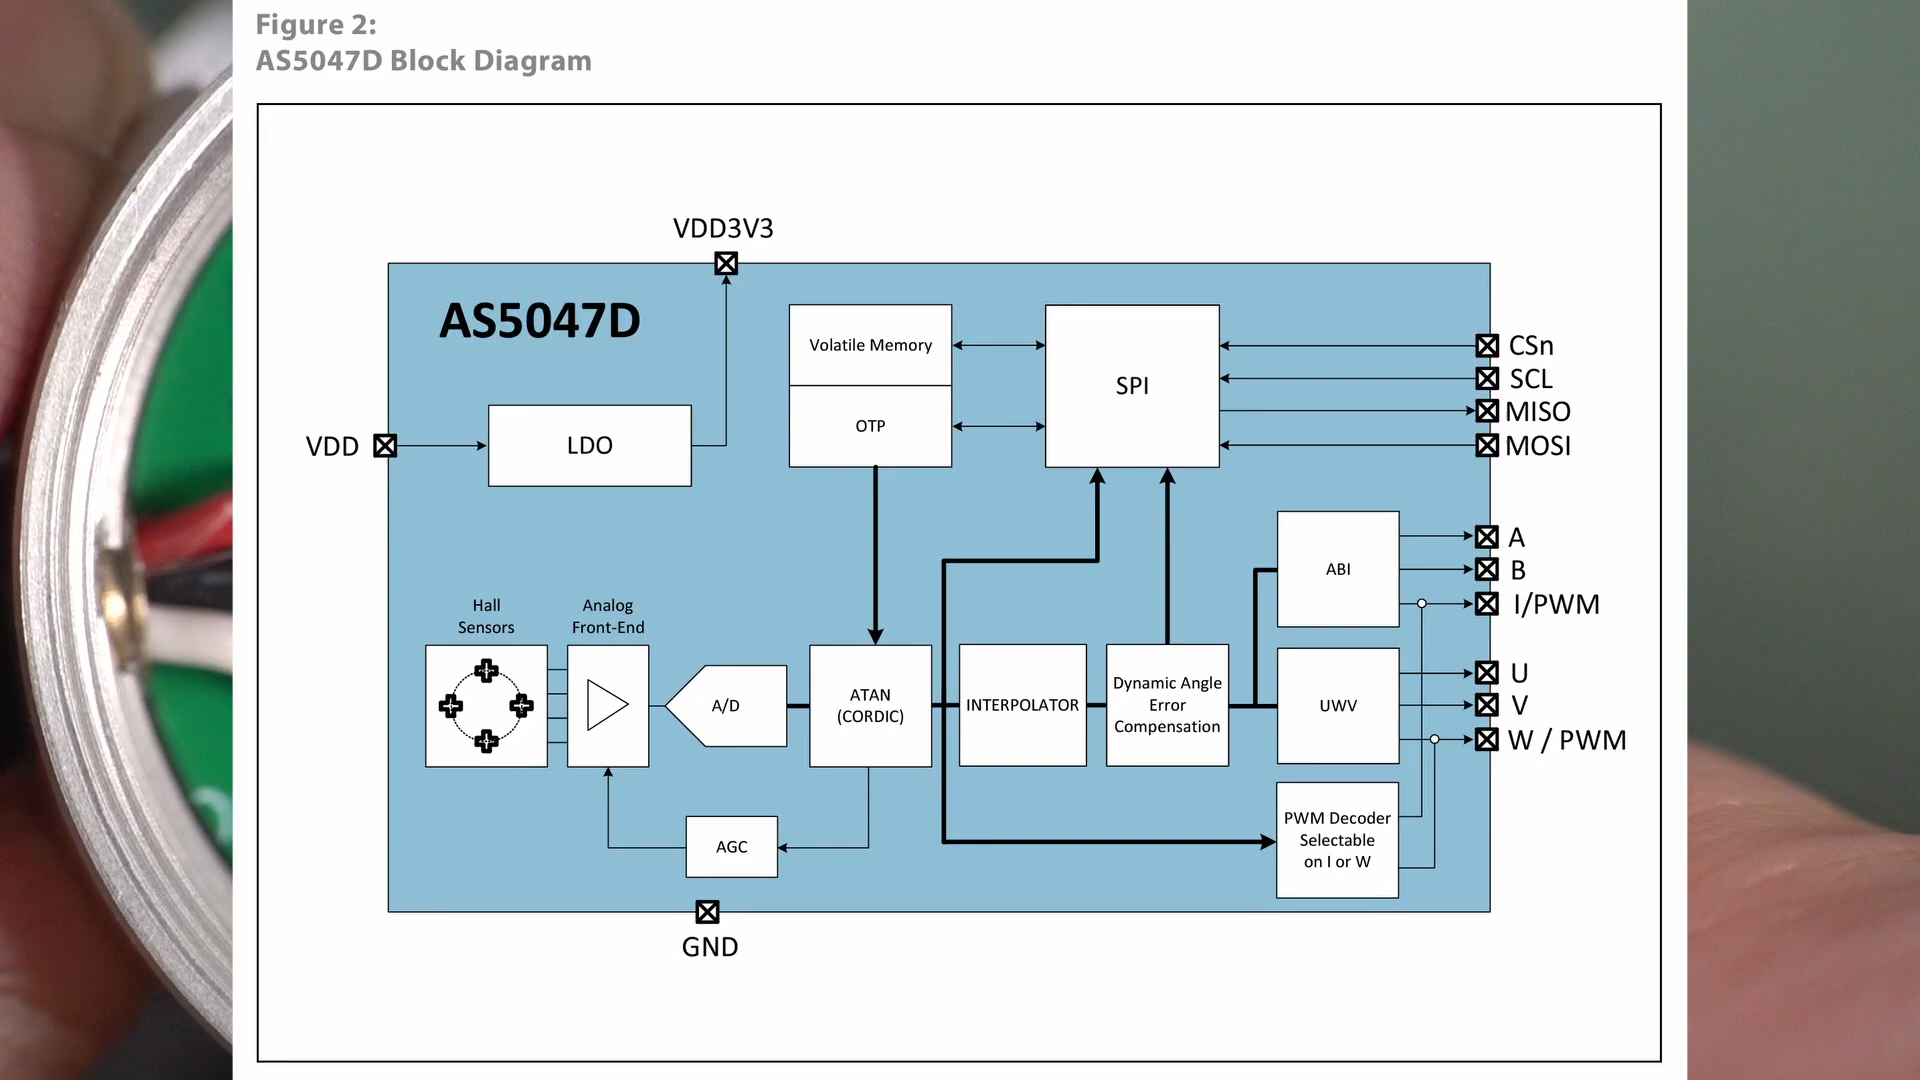 Figure 2:
AS5047D Block Diagram
VDD3V3
AS5047D
Volatile Memory
OTP
SPI
CSn
SCL
MISO
MOSI
VDD
LDO
A
B
I/PWM
ABI
Hall
Sensors
Analog
Front-End
A/D
ATAN
(CORDIC)
INTERPOLATOR
Dynamic Angle
Error
Compensation
UWV
U
V
W / PWM
AGC
PWM Decoder
Selectable
on I or W
GND